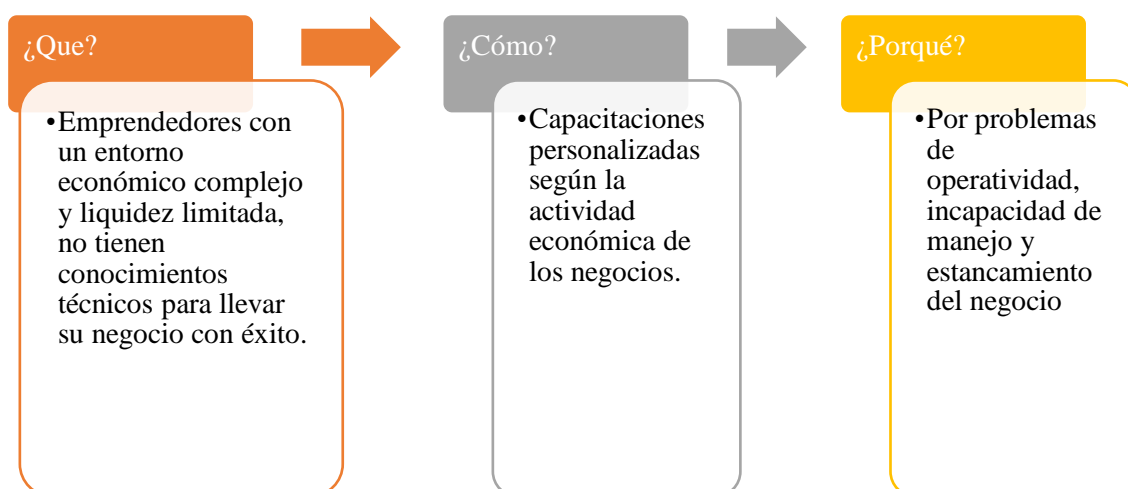 ¿Que?
•Emprendedores con
un entorno
económico complejo
y liquidez limitada,
no tienen
conocimientos
técnicos para llevar
su negocio con éxito.
¿Cómo?
•Capacitaciones
personalizadas
según la
actividad
económica de
los negocios.
¿Porqué?
•Por problemas
de
operatividad,
incapacidad de
manejo y
estancamiento
del negocio